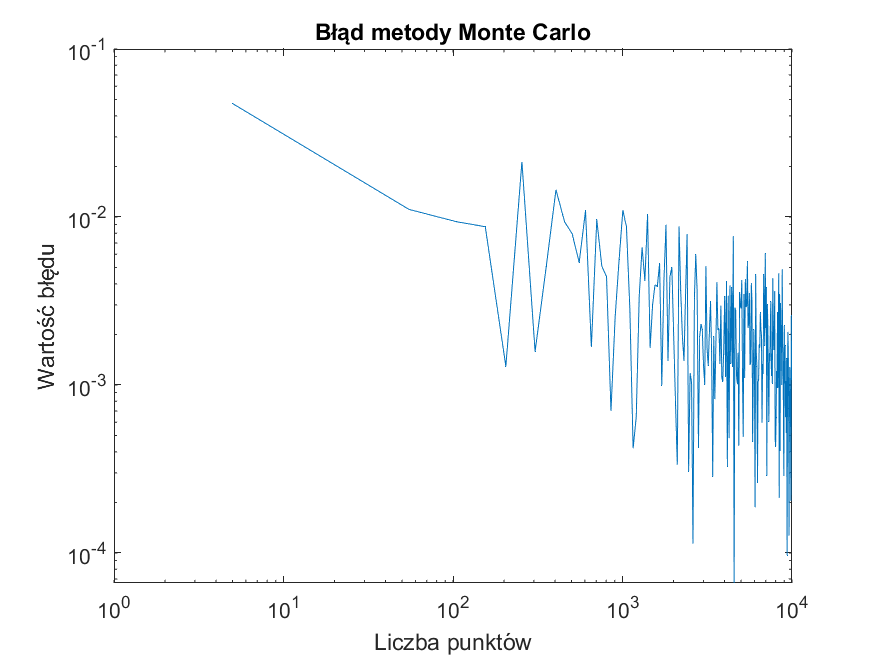 Błąd metody Monte Carlo
10^-1
10^-2
10^-3
10^-4
Wartość błędu
10^0 10^1 10^2 10^3 10^4
Liczba punktów